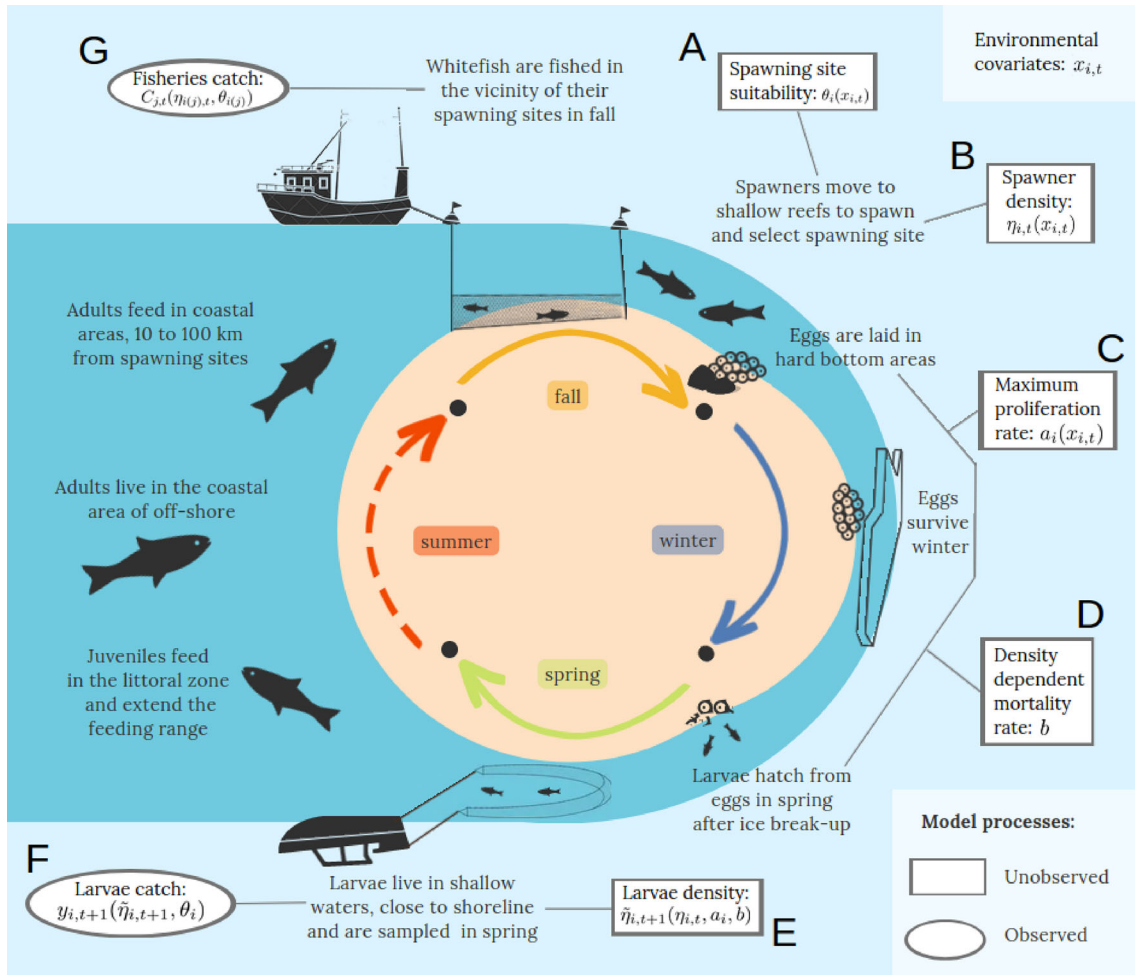 G
Fisheries catch:
C_{j,t}(η_{i(j),t}, θ_{i(j)})
Whitefish are fished in
the vicinity of their
spawning sites in fall
A
Spawning site
suitability: θ_i(x_{i,t})
Environmental
covariates: x_{i,t}
B
Spawner
density:
η_{i,t}(x_{i,t})
Spawners move to
shallow reefs to spawn
and select spawning site
Adults feed in coastal
areas, 10 to 100 km
from spawning sites
Eggs are laid in
hard bottom areas
C
Maximum
proliferation
rate: a_i(x_{i,t})
fall
Adults live in the coastal
area of off-shore
summer
winter
Eggs
survive
winter
D
Density
dependent
mortality
rate: b
Juveniles feed
in the littoral zone
and extend the
feeding range
spring
Larvae hatch from
eggs in spring
after ice break-up
F
Larvae catch:
y_{i,t+1}(η̃_{i,t+1}, θ_i)
Larvae live in shallow
waters, close to shoreline
and are sampled in spring
Larvae density:
η̃_{i,t+1}(η_{i,t}, a_i, b)
E
Model processes:
Unobserved
Observed